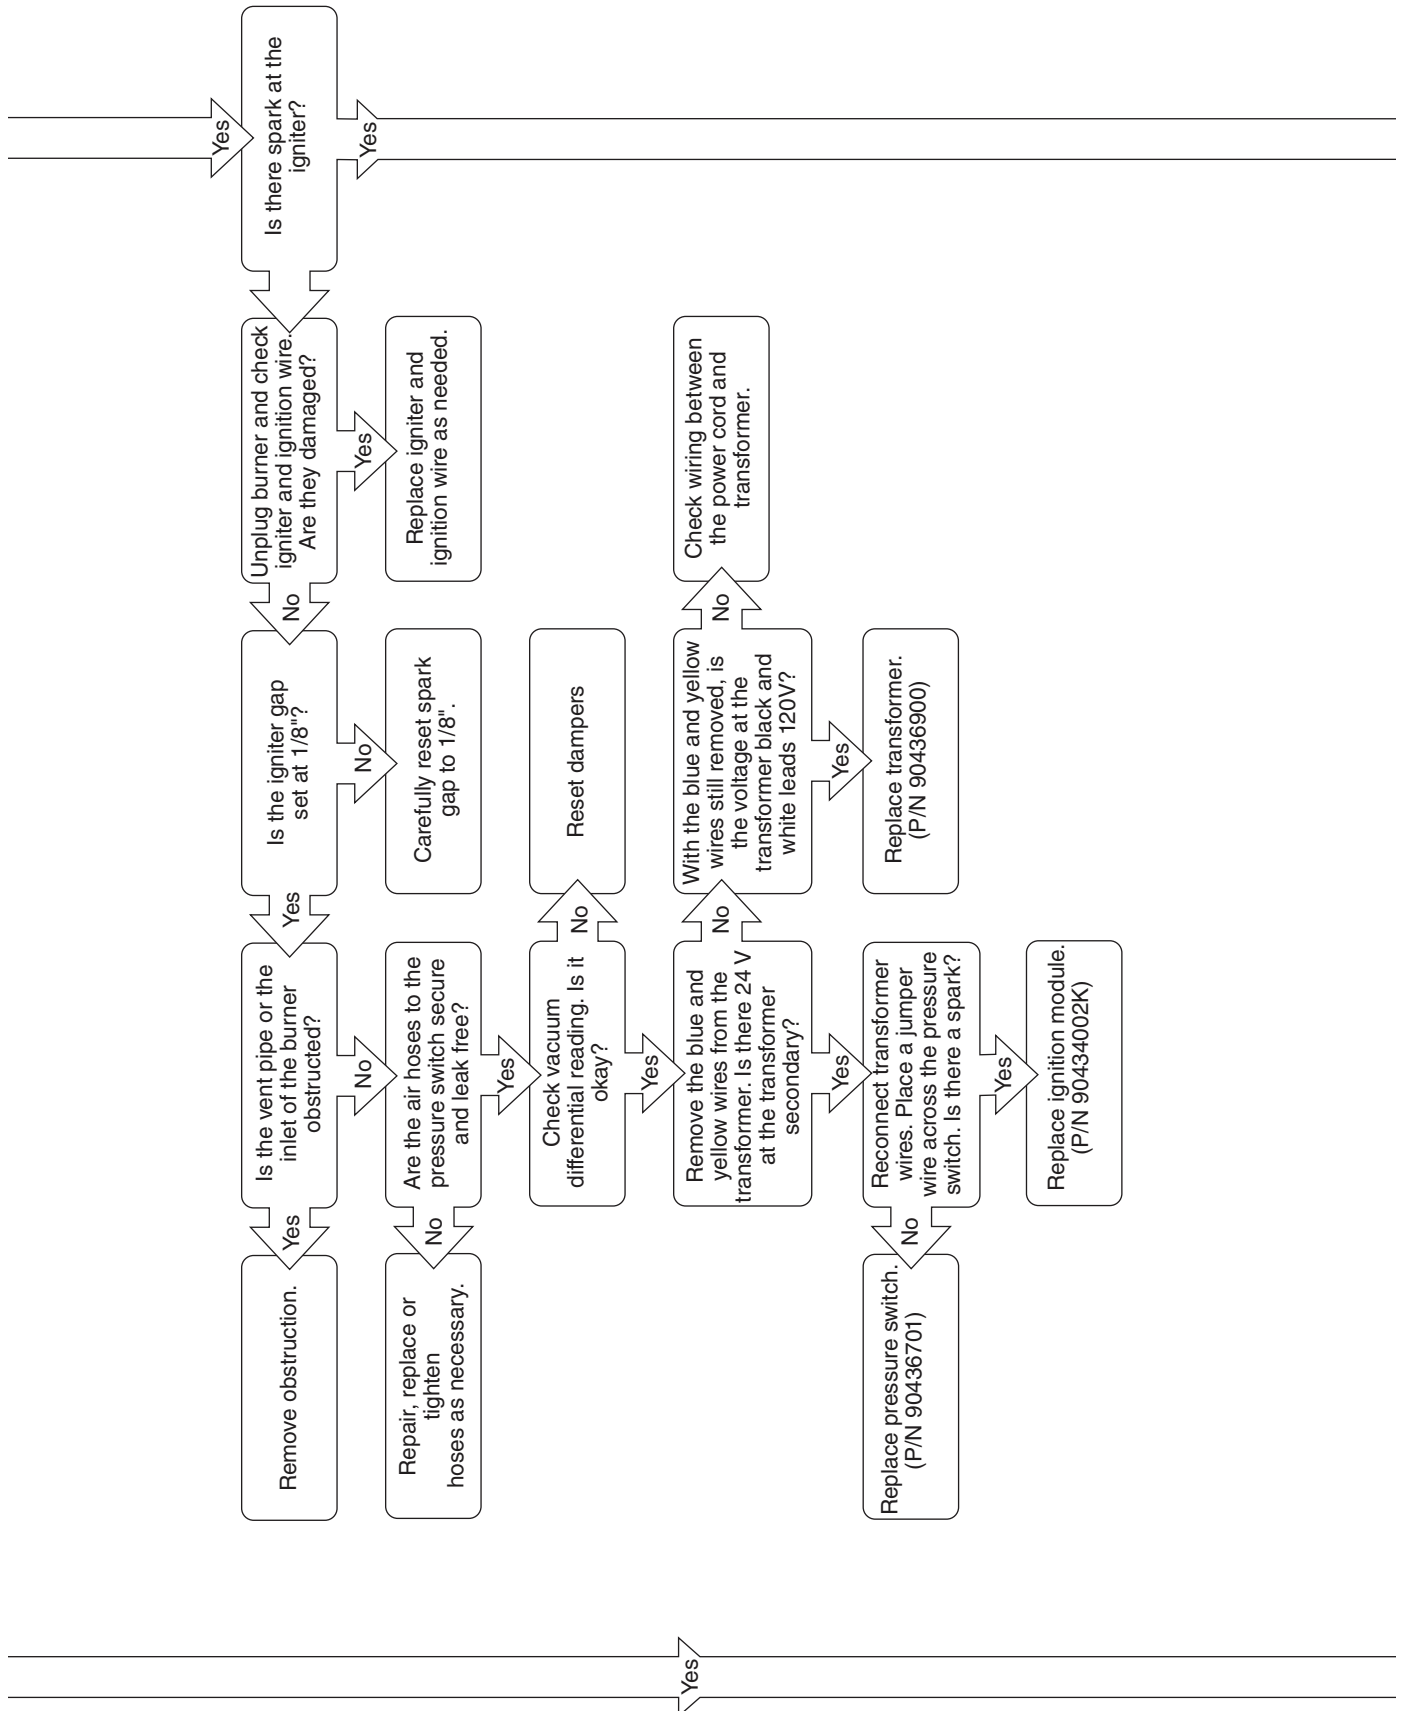 Yes
Is there spark at the
igniter?
Yes
Unplug burner and check
igniter and ignition wire.
Are they damaged?
Yes
Replace igniter and
ignition wire as needed.
No
Is the igniter gap
set at 1/8"?
No
Carefully reset spark
gap to 1/8".
Yes
Is the vent pipe or the
inlet of the burner
obstructed?
Yes
Remove obstruction.
No
Are the air hoses to the
pressure switch secure
and leak free?
No
Repair, replace or
tighten
hoses as necessary.
Yes
Check vacuum
differential reading. Is it
okay?
No
Reset dampers
Yes
Remove the blue and
yellow wires from the
transformer. Is there 24 V
at the transformer
secondary?
No
With the blue and yellow
wires still removed, is
the voltage at the
transformer black and
white leads 120V?
No
Check wiring between
the power cord and
transformer.
Yes
Replace transformer.
(P/N 90436900)
Yes
Reconnect transformer
wires. Place a jumper
wire across the pressure
switch. Is there a spark?
No
Replace pressure switch.
(P/N 90436701)
Yes
Replace ignition module.
(P/N 90434002K)
Yes